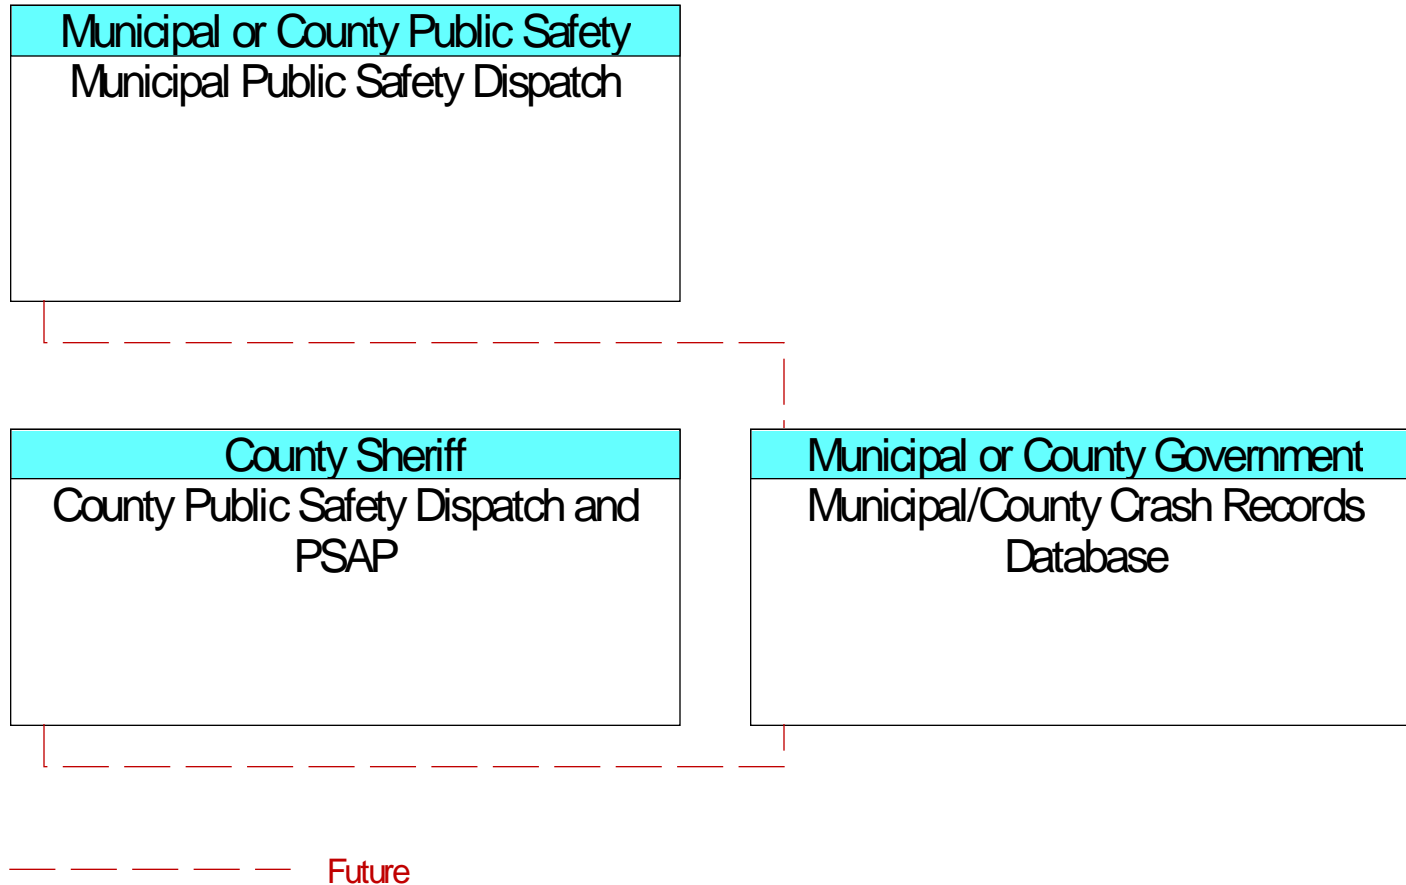 Municipal or County Public Safety
Municipal Public Safety Dispatch
County Sheriff
County Public Safety Dispatch and
PSAP
Municipal or County Government
Municipal/County Crash Records
Database
Future